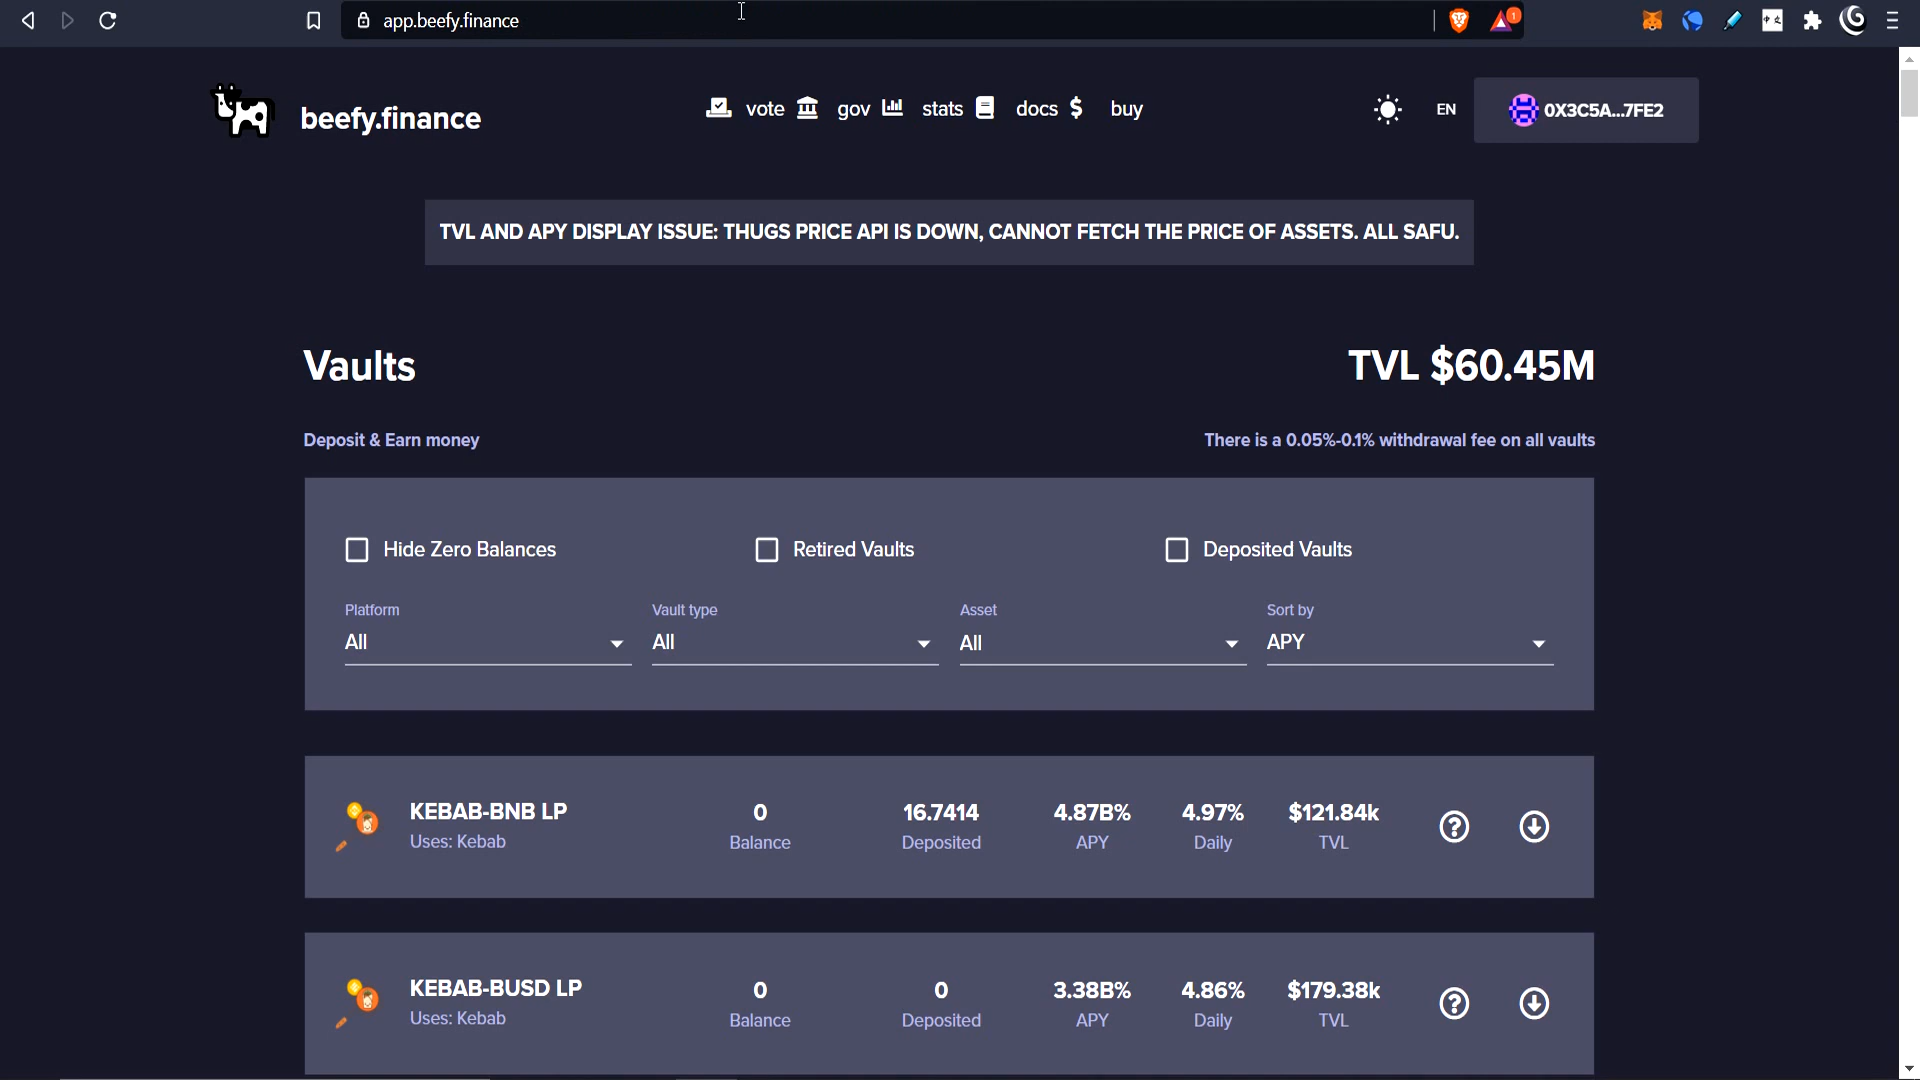 app.beefy.finance
1
beefy.finance
vote gov stats docs buy
EN
0X3C5A...7FE2
TVL AND APY DISPLAY ISSUE: THUGS PRICE API IS DOWN, CANNOT FETCH THE PRICE OF ASSETS. ALL SAFU.
Vaults
TVL $60.45M
Deposit & Earn money
There is a 0.05%-0.1% withdrawal fee on all vaults
Hide Zero Balances
Retired Vaults
Deposited Vaults
Platform
Vault type
Asset
Sort by
All
All
All
APY
KEBAB-BNB LP
0
16.7414
4.87B%
4.97%
$121.84k
Uses: Kebab
Balance
Deposited
APY
Daily
TVL
KEBAB-BUSD LP
0
0
3.38B%
4.86%
$179.38k
Uses: Kebab
Balance
Deposited
APY
Daily
TVL